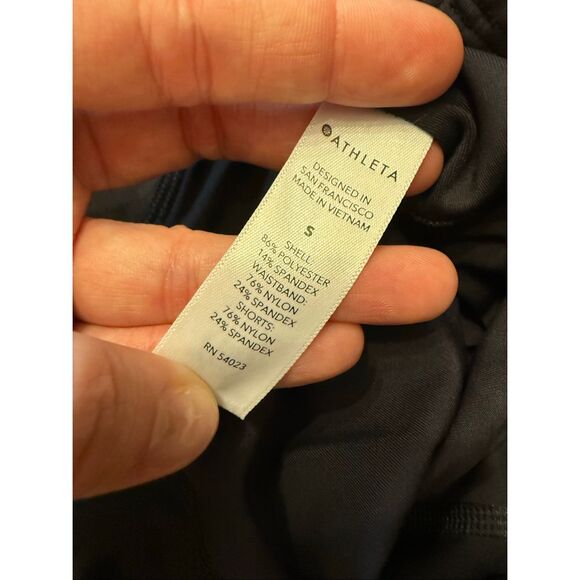 ATHLETA
DESIGNED IN
SAN FRANCISCO
MADE IN VIETNAM
S
SHELL:
86% POLYESTER
14% SPANDEX
WAISTBAND:
76% NYLON
24% SPANDEX
SHORTS:
76% NYLON
24% SPANDEX
RN 54023